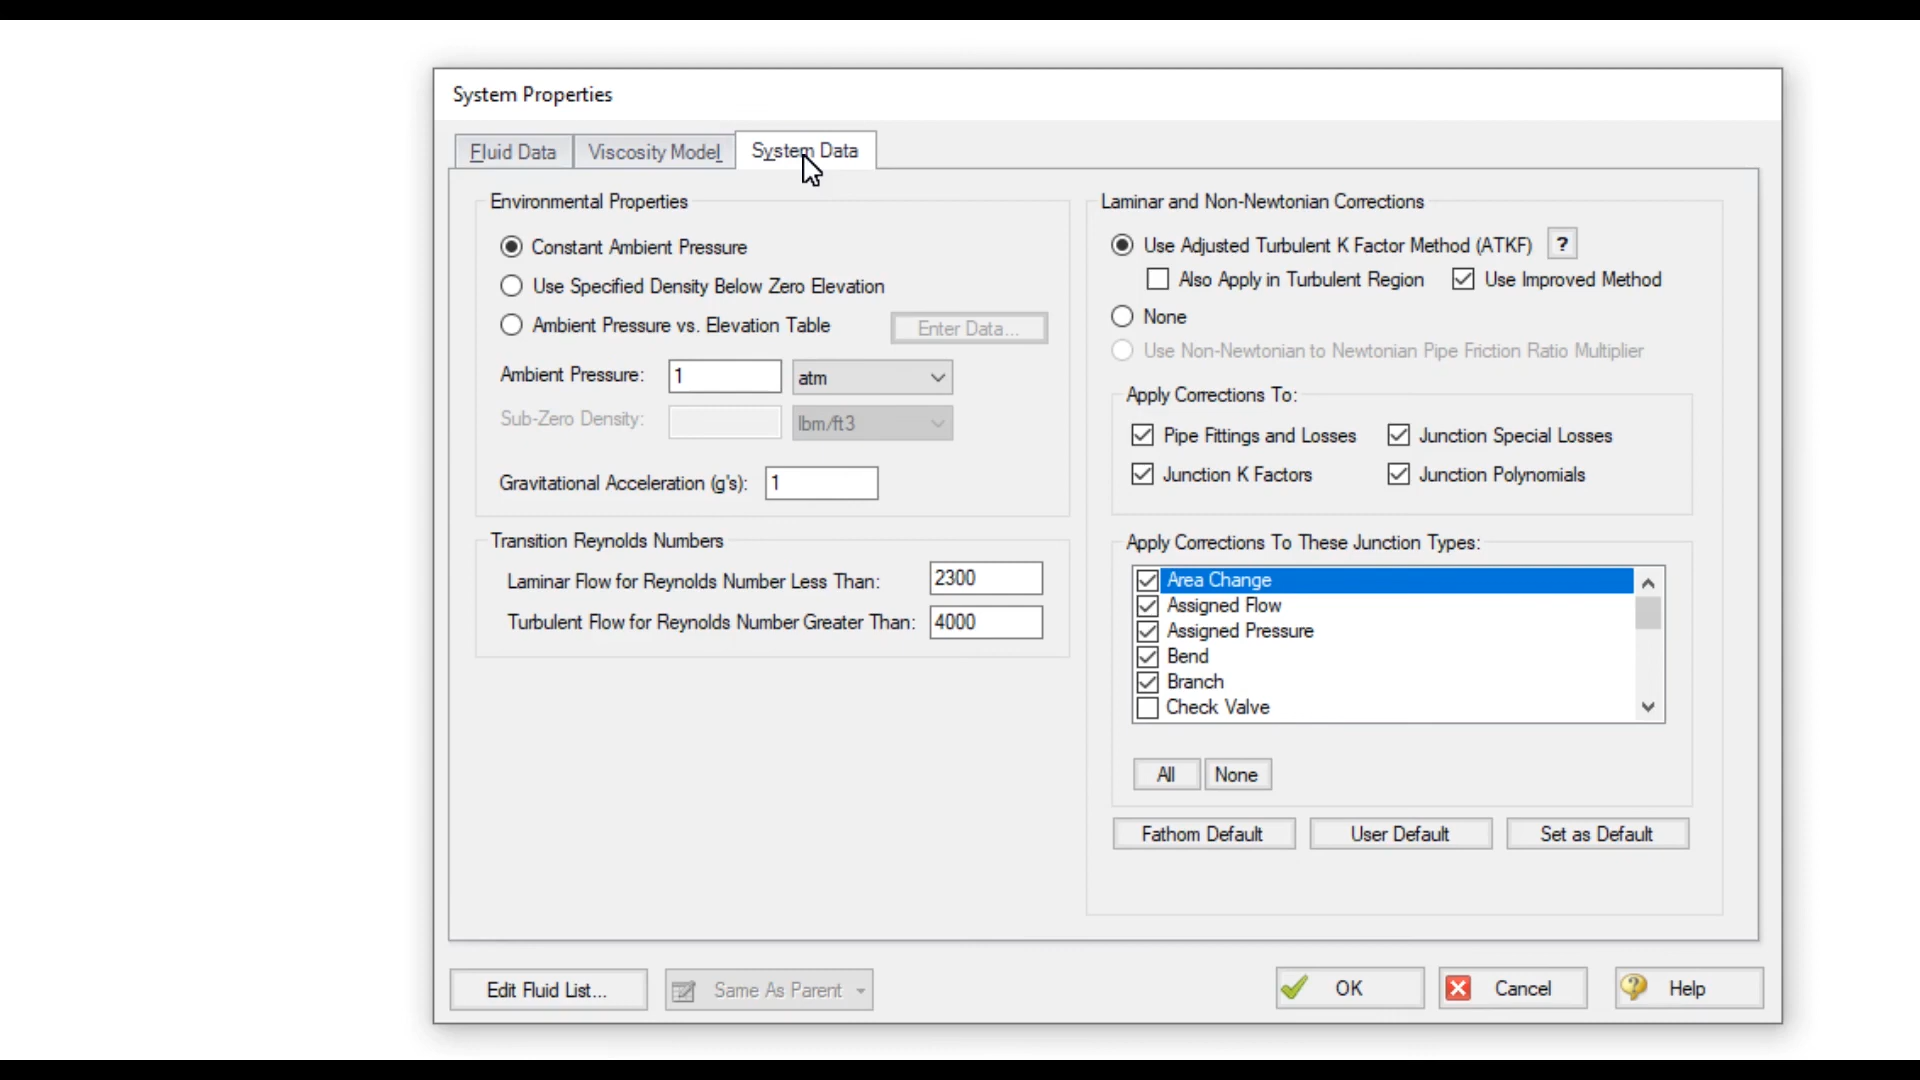 System Properties
Fluid Data
Viscosity Model
System Data
Environmental Properties
Constant Ambient Pressure
Use Specified Density Below Zero Elevation
Ambient Pressure vs. Elevation Table
Enter Data...
Ambient Pressure: 1 atm
Sub-Zero Density: lbm/ft3
Gravitational Acceleration (g's): 1
Transition Reynolds Numbers
Laminar Flow for Reynolds Number Less Than: 2300
Turbulent Flow for Reynolds Number Greater Than: 4000
Laminar and Non-Newtonian Corrections
Use Adjusted Turbulent K Factor Method (ATKF) ?
Also Apply in Turbulent Region
Use Improved Method
None
Use Non-Newtonian to Newtonian Pipe Friction Ratio Multiplier
Apply Corrections To:
Pipe Fittings and Losses
Junction Special Losses
Junction K Factors
Junction Polynomials
Apply Corrections To These Junction Types:
Area Change
Assigned Flow
Assigned Pressure
Bend
Branch
Check Valve
All
None
Fathom Default
User Default
Set as Default
Edit Fluid List...
Same As Parent
OK
Cancel
Help